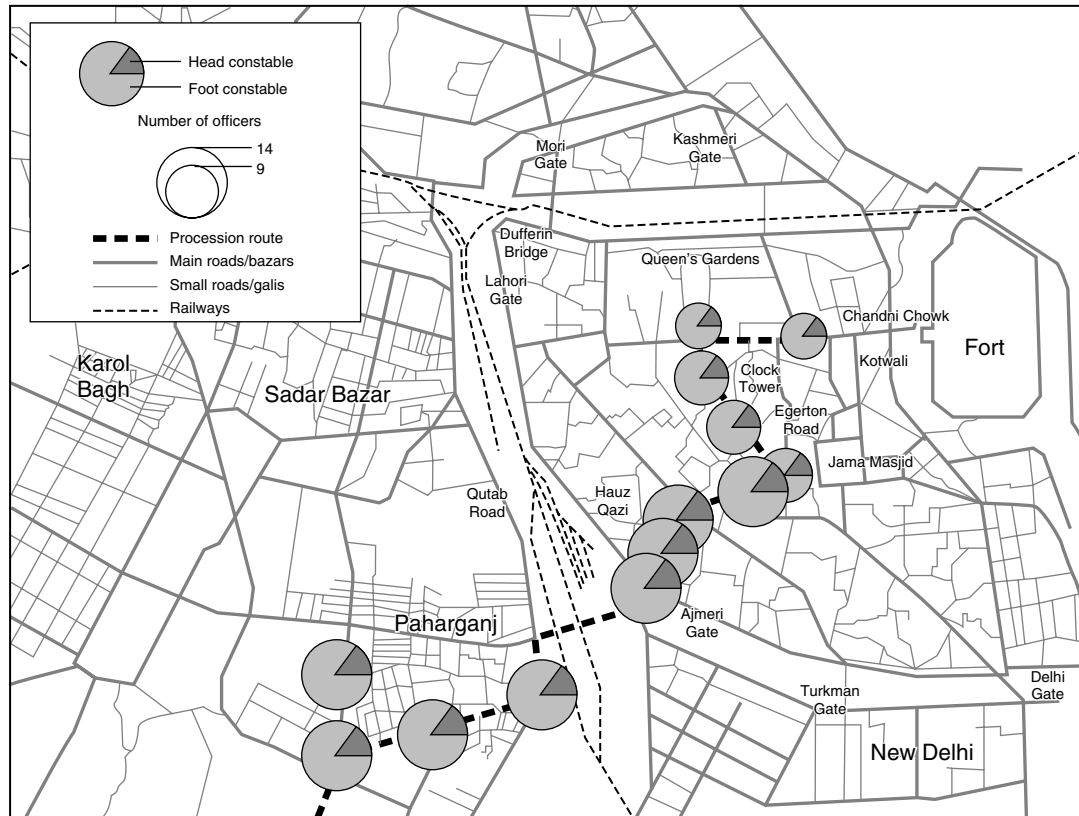 Head constable
Foot constable
Number of officers
14
9
Procession route
Main roads/bazars
Small roads/galis
Railways
Mori
Gate
Kashmeri
Gate
Dufferin
Bridge
Lahori
Gate
Queen's Gardens
Chandni Chowk
Kotwali
Fort
Clock
Tower
Egerton
Road
Jama Masjid
Karol
Bagh
Sadar Bazar
Qutab
Road
Hauz
Qazi
Ajmeri
Gate
Paharganj
Turkman
Gate
Delhi
Gate
New Delhi